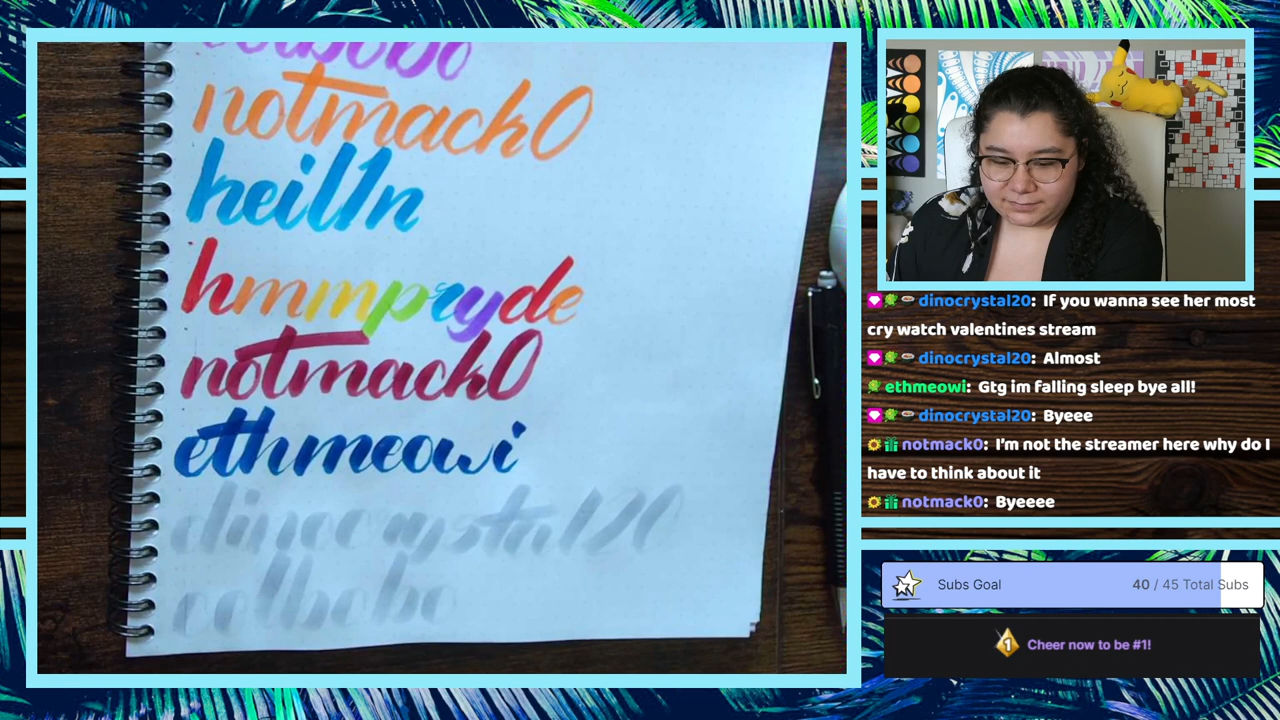 notmack0
heil1n
hmmpryde
notmack0
ethmeowi
dinocrystal20: If you wanna see her most
cry watch valentines stream
dinocrystal20: Almost
ethmeowi: Gtg im falling sleep bye all!
dinocrystal20: Byeee
notmack0: I'm not the streamer here why do I
have to think about it
notmack0: Byeeee
Subs Goal 40 / 45 Total Subs
1 Cheer now to be #1!